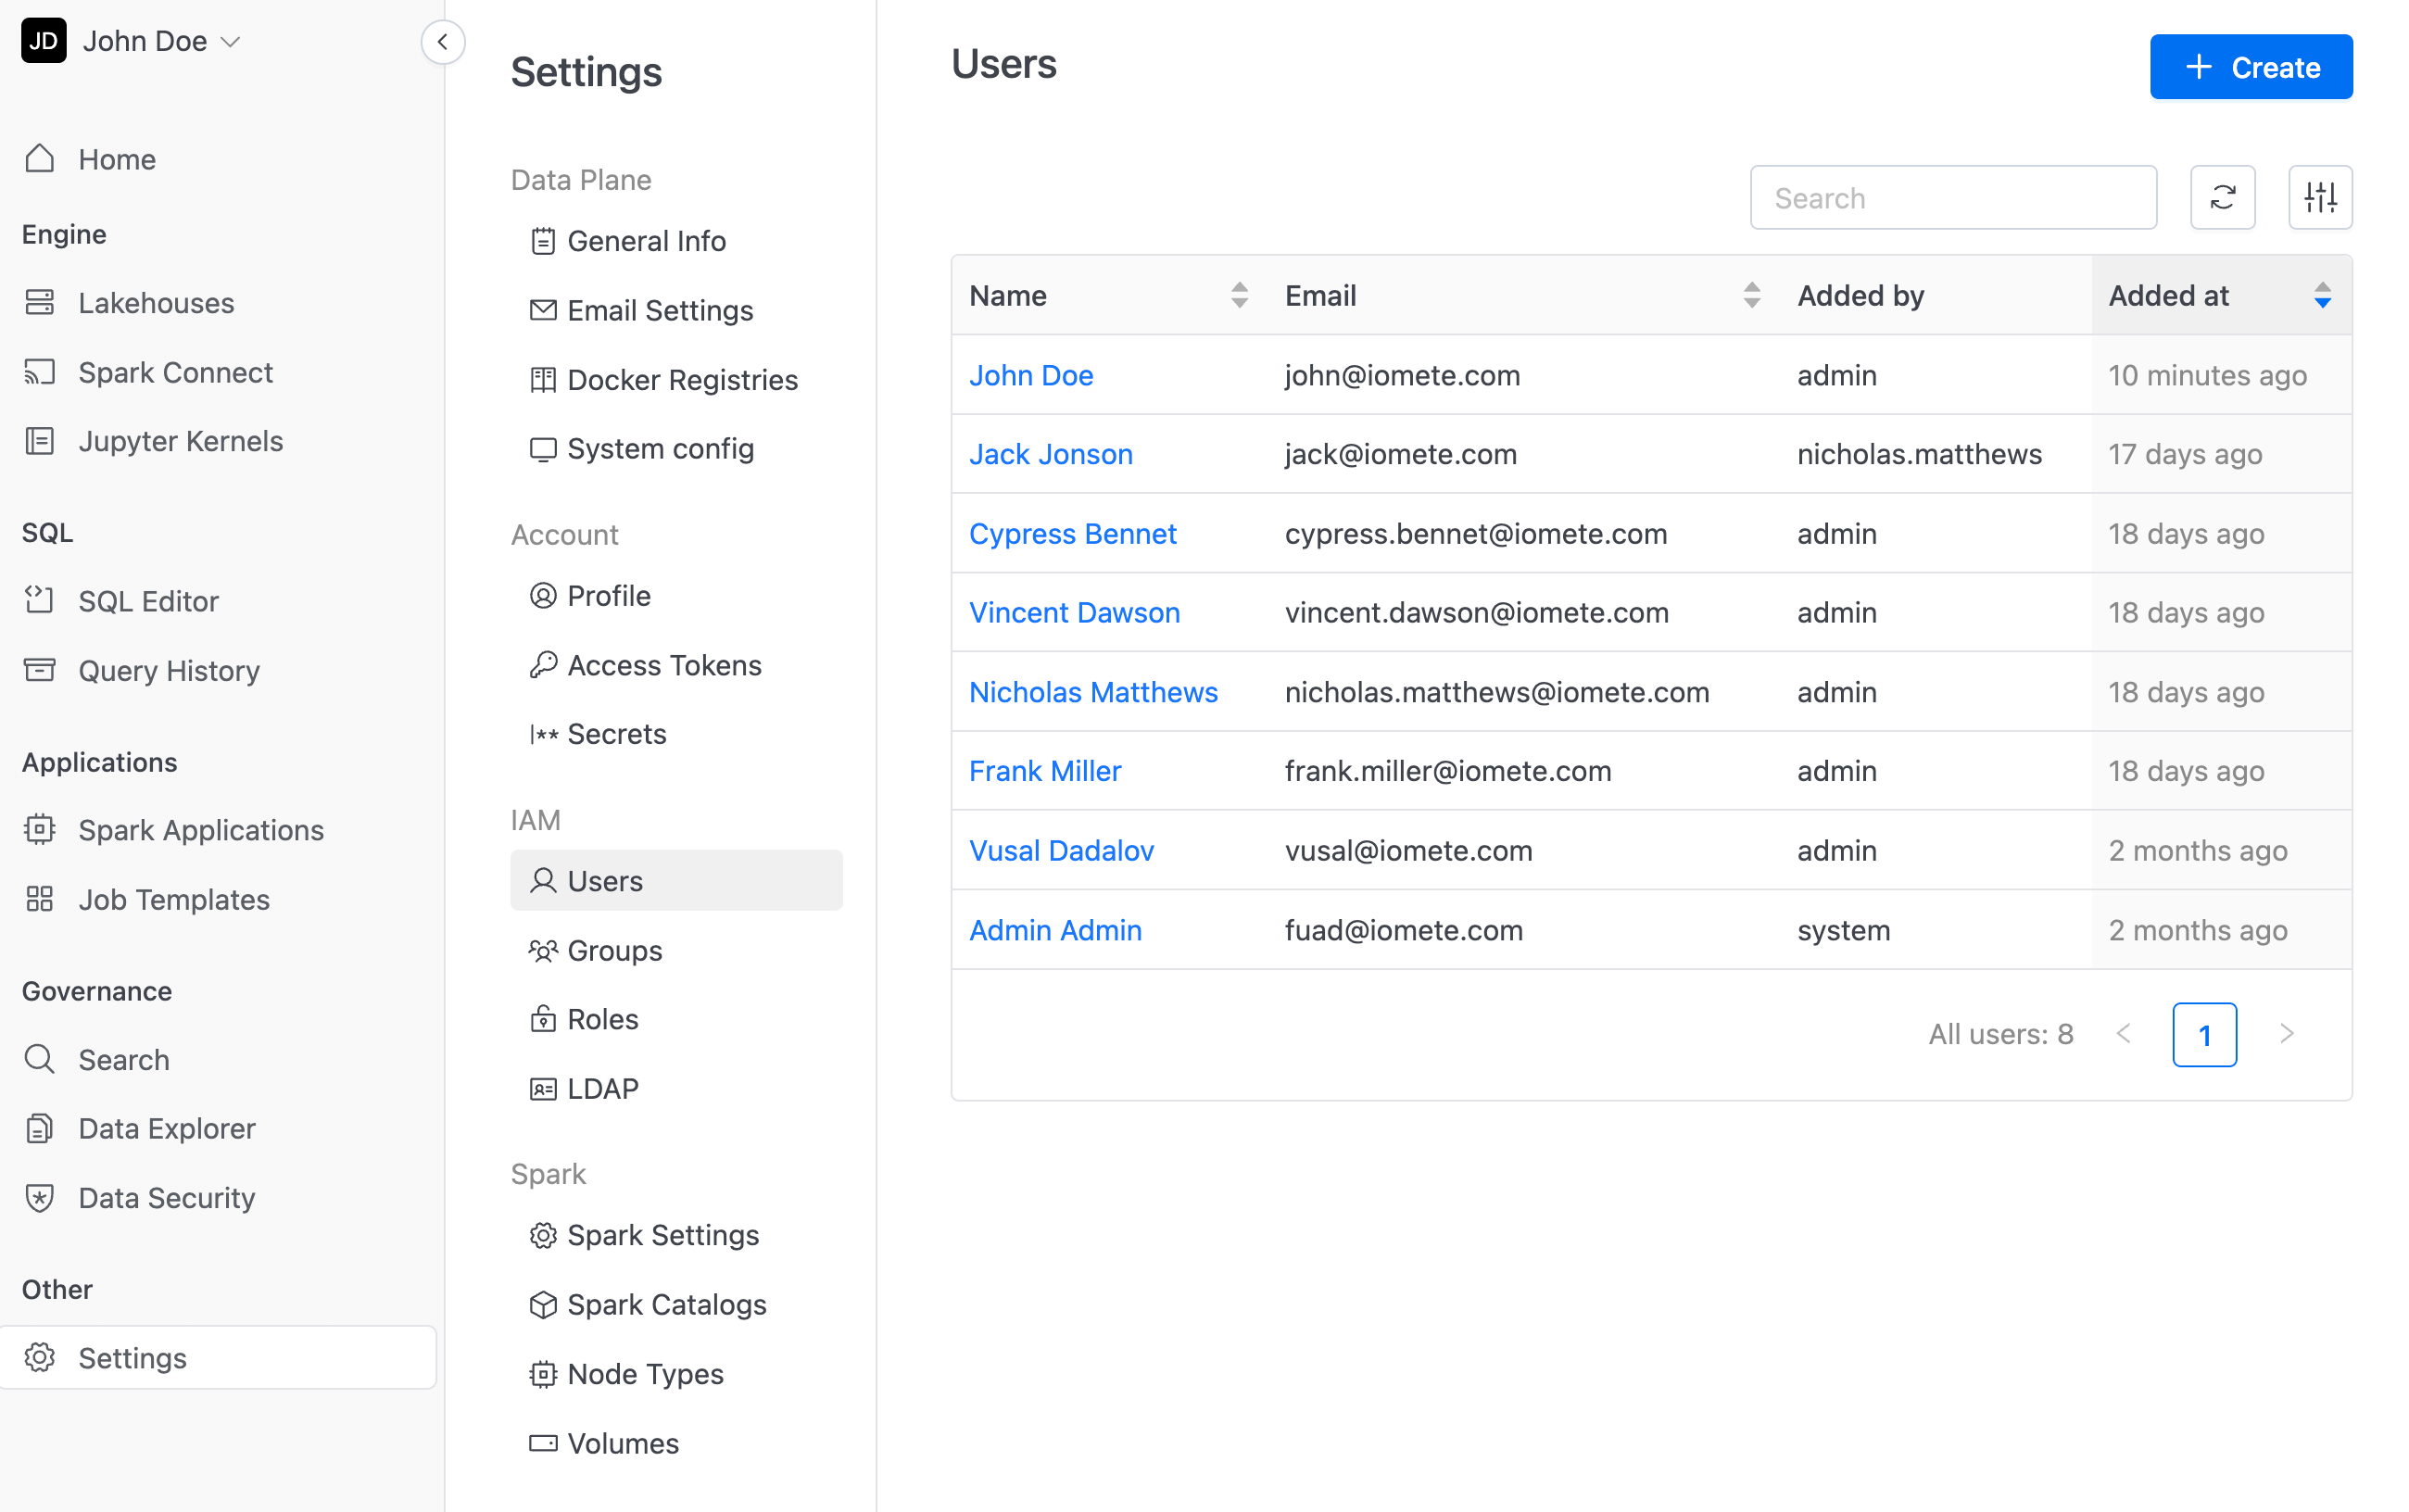 JD John Doe
Home
Engine
Lakehouses
Spark Connect
Jupyter Kernels
SQL
SQL Editor
Query History
Applications
Spark Applications
Job Templates
Governance
Search
Data Explorer
Data Security
Other
Settings
Settings
Data Plane
General Info
Email Settings
Docker Registries
System config
Account
Profile
Access Tokens
Secrets
IAM
Users
Groups
Roles
LDAP
Spark
Spark Settings
Spark Catalogs
Node Types
Volumes
Users
Create
Search
Name Email Added by Added at
John Doe john@iomete.com admin 10 minutes ago
Jack Jonson jack@iomete.com nicholas.matthews 17 days ago
Cypress Bennet cypress.bennet@iomete.com admin 18 days ago
Vincent Dawson vincent.dawson@iomete.com admin 18 days ago
Nicholas Matthews nicholas.matthews@iomete.com admin 18 days ago
Frank Miller frank.miller@iomete.com admin 18 days ago
Vusal Dadalov vusal@iomete.com admin 2 months ago
Admin Admin fuad@iomete.com system 2 months ago
All users: 8 1